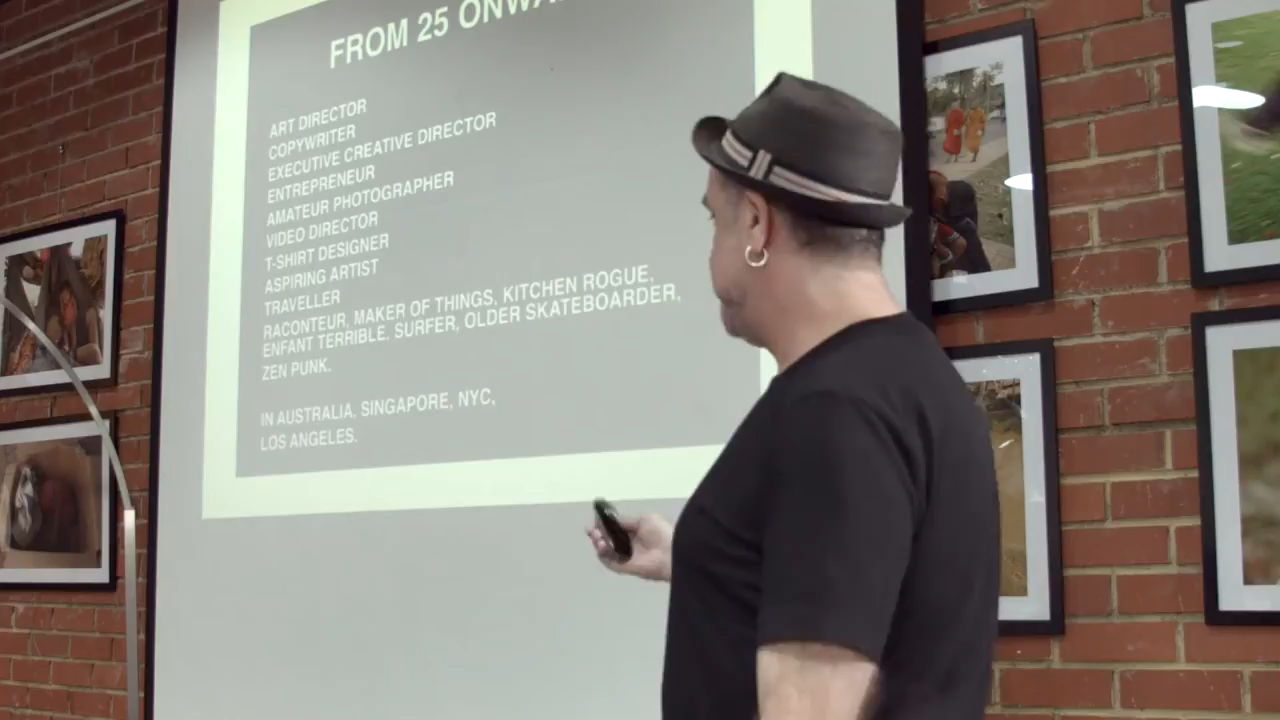 FROM 25
ART DIRECTOR
COPYWRITER
EXECUTIVE CREATIVE DIRECTOR
ENTREPRENEUR
AMATEUR PHOTOGRAPHER
VIDEO DIRECTOR
T-SHIRT DESIGNER
ASPIRING ARTIST
TRAVELLER
RACONTEUR, MAKER OF THINGS, KITCHEN ROGUE,
ENFANT TERRIBLE, SURFER, OLDER SKATEBOARDER,
ZEN PUNK.
IN AUSTRALIA, SINGAPORE, NYC,
LOS ANGELES.